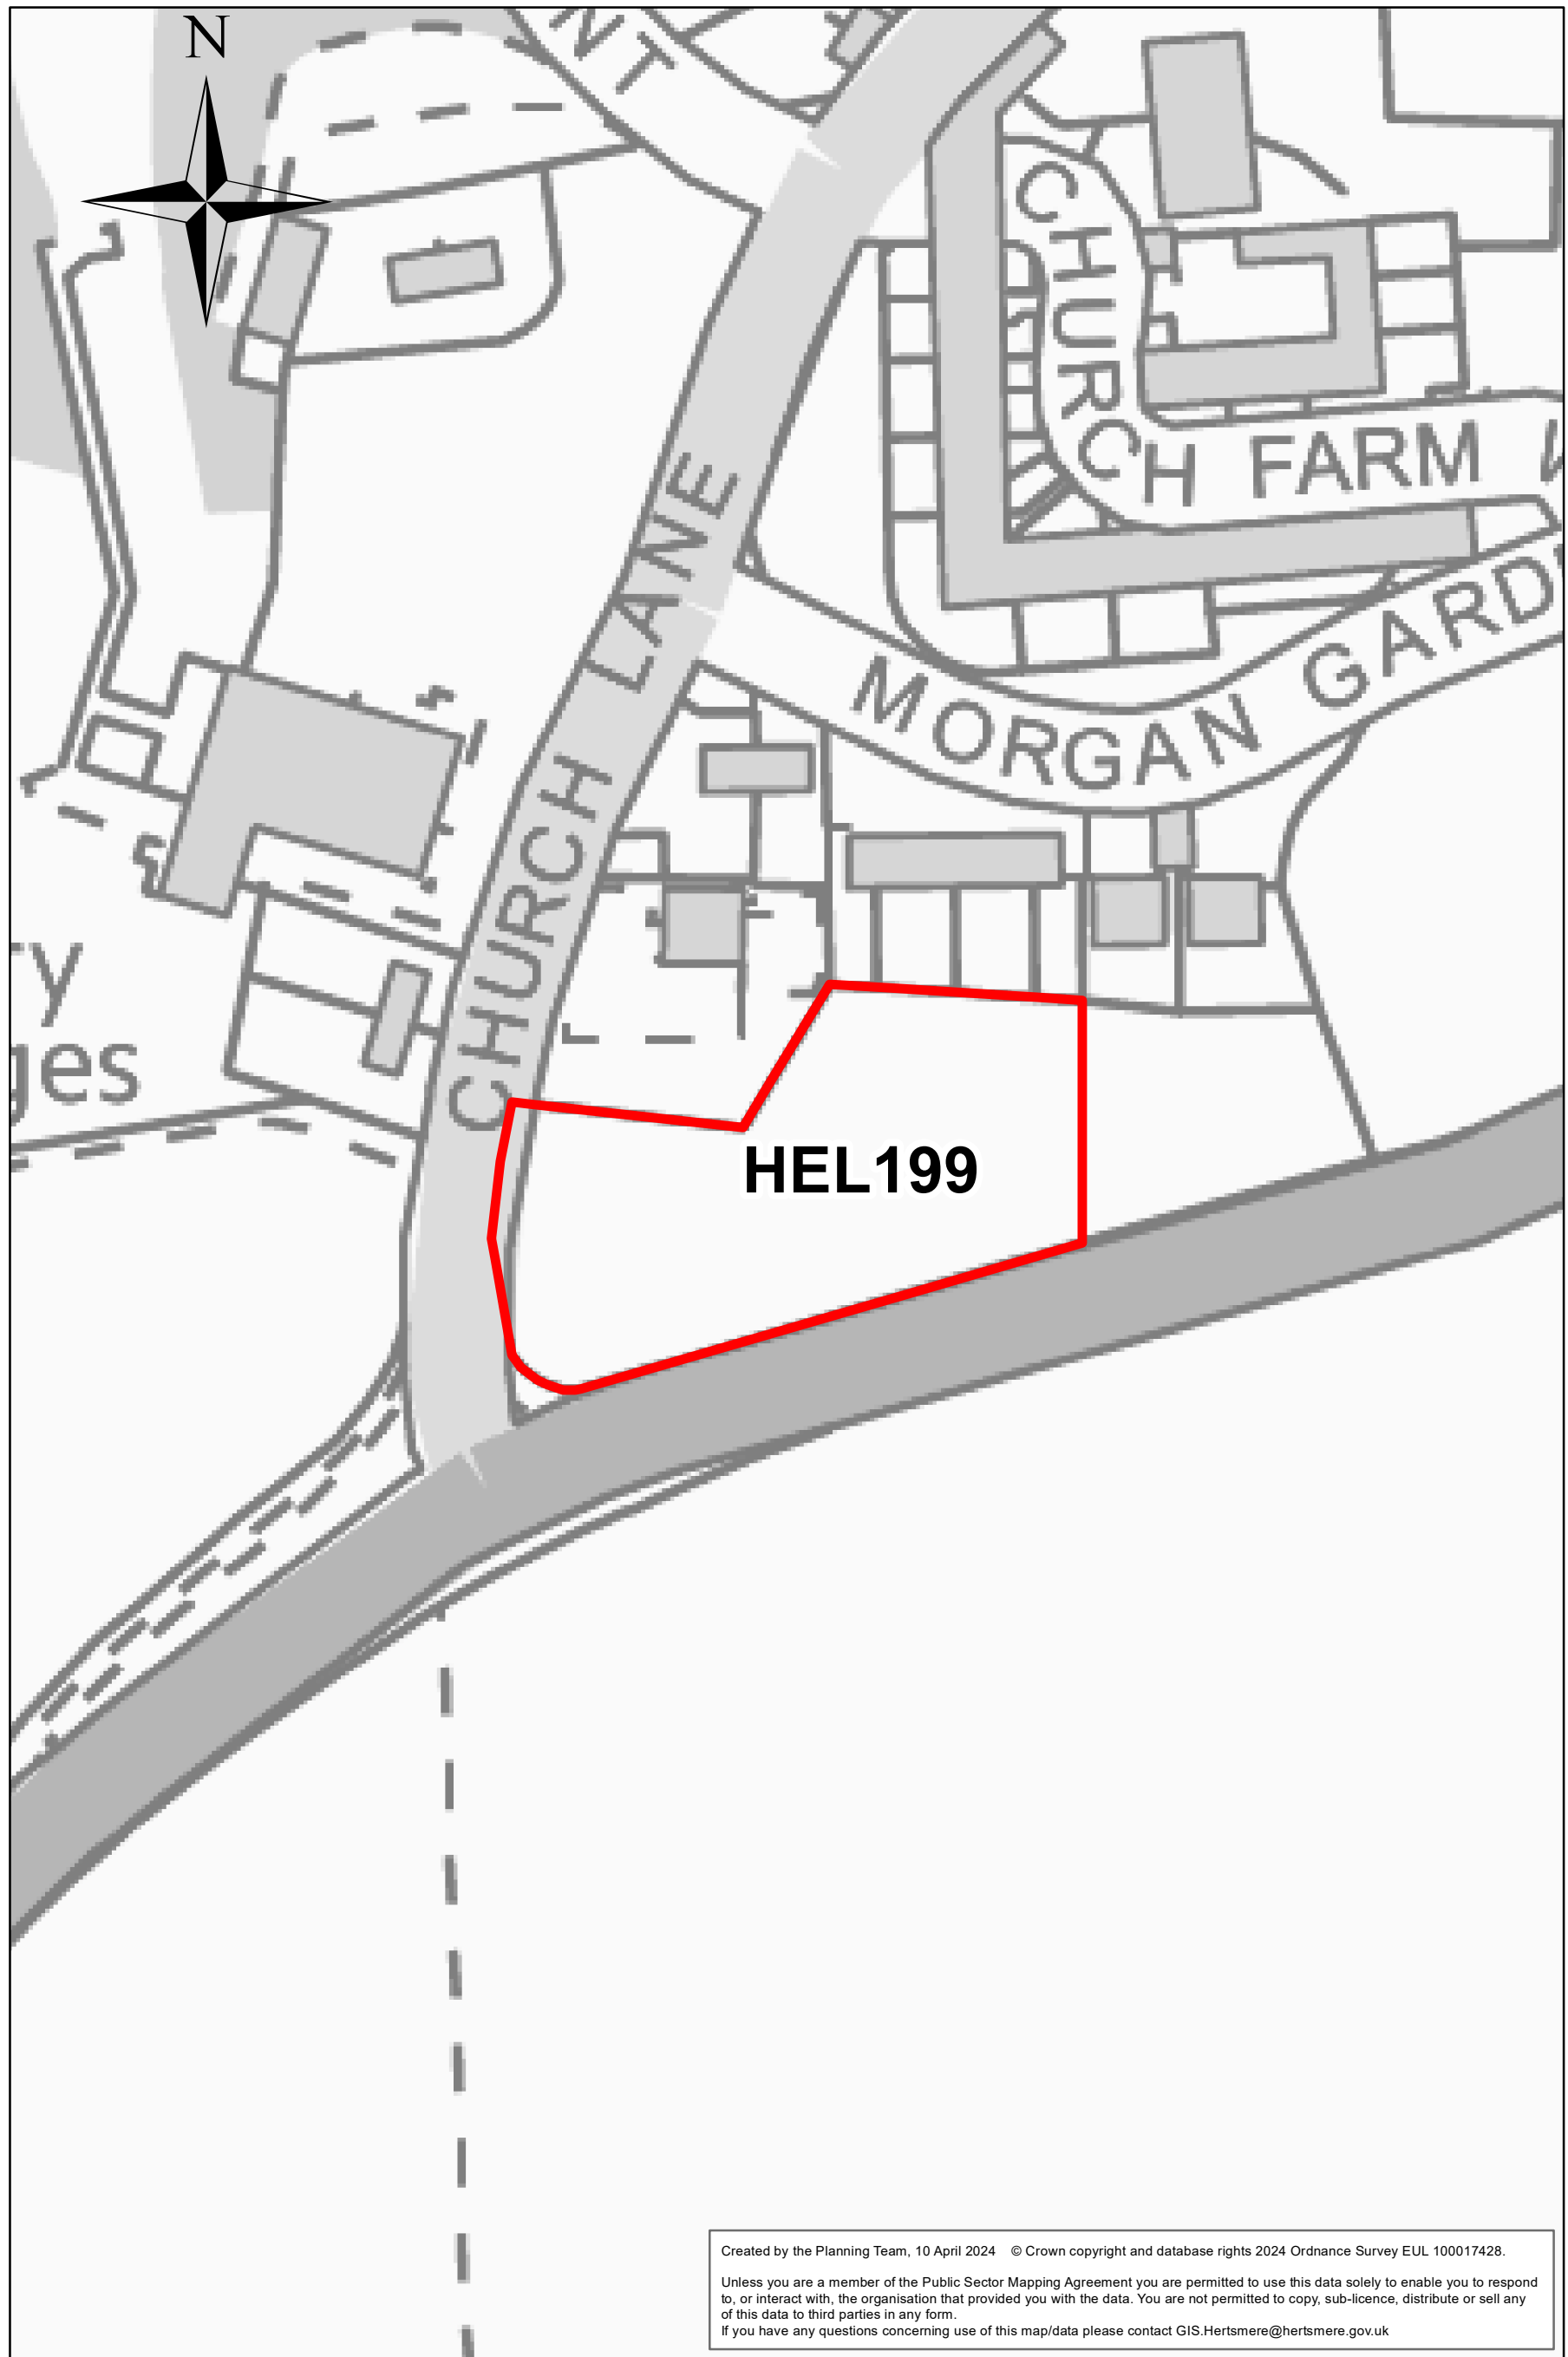 N
NT
CHURCH LANE
CHURCH FARM
MORGAN GARD
CHURCH LANE
ry
ges
HEL199
Created by the Planning Team, 10 April 2024 © Crown copyright and database rights 2024 Ordnance Survey EUL 100017428.
Unless you are a member of the Public Sector Mapping Agreement you are permitted to use this data solely to enable you to respond
to, or interact with, the organisation that provided you with the data. You are not permitted to copy, sub-licence, distribute or sell any
of this data to third parties in any form.
If you have any questions concerning use of this map/data please contact GIS.Hertsmere@hertsmere.gov.uk